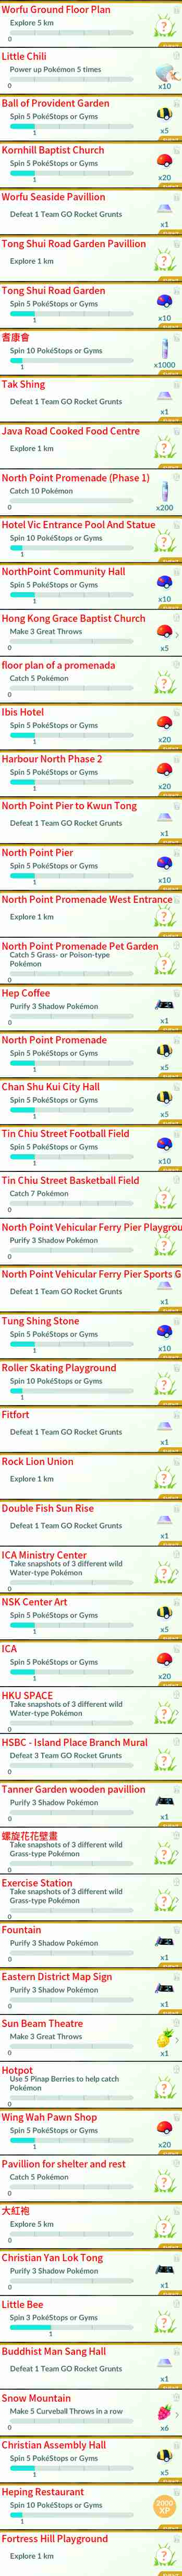 Worfu Ground Floor Plan
Explore 5 km
0
Little Chili
Power up Pokémon 5 times
0
x10
Ball of Provident Garden
Spin 5 PokéStops or Gyms
1
x5
Kornhill Baptist Church
Spin 5 PokéStops or Gyms
1
x20
Worfu Seaside Pavillion
Defeat 1 Team GO Rocket Grunts
x1
Tong Shui Road Garden Pavillion
Explore 1 km
Tong Shui Road Garden
Spin 5 PokéStops or Gyms
1
x10
耆康會
Spin 10 PokéStops or Gyms
1
x1000
Tak Shing
Defeat 1 Team GO Rocket Grunts
x1
Java Road Cooked Food Centre
Explore 1 km
North Point Promenade (Phase 1)
Catch 10 Pokémon
0
x200
Hotel Vic Entrance Pool And Statue
Spin 10 PokéStops or Gyms
1
NorthPoint Community Hall
Spin 5 PokéStops or Gyms
1
x10
Hong Kong Grace Baptist Church
Make 3 Great Throws
0
x5
floor plan of a promenada
Catch 5 Pokémon
0
Ibis Hotel
Spin 5 PokéStops or Gyms
1
x20
Harbour North Phase 2
Spin 5 PokéStops or Gyms
1
x20
North Point Pier to Kwun Tong
Defeat 1 Team GO Rocket Grunts
x1
North Point Pier
Spin 5 PokéStops or Gyms
1
x10
North Point Promenade West Entrance
Explore 1 km
North Point Promenade Pet Garden
Catch 5 Grass- or Poison-type
Pokémon
0
Hep Coffee
Purify 3 Shadow Pokémon
0
x1
North Point Promenade
Spin 5 PokéStops or Gyms
1
x5
Chan Shu Kui City Hall
Spin 5 PokéStops or Gyms
1
x5
Tin Chiu Street Football Field
Spin 5 PokéStops or Gyms
1
x10
Tin Chiu Street Basketball Field
Catch 7 Pokémon
0
North Point Vehicular Ferry Pier Playgrou
Purify 3 Shadow Pokémon
0
North Point Vehicular Ferry Pier Sports G
Defeat 1 Team GO Rocket Grunts
x1
Tung Shing Stone
Spin 5 PokéStops or Gyms
1
x10
Roller Skating Playground
Spin 10 PokéStops or Gyms
1
Fitfort
Defeat 1 Team GO Rocket Grunts
x1
Rock Lion Union
Explore 1 km
Double Fish Sun Rise
Defeat 1 Team GO Rocket Grunts
x1
ICA Ministry Center
Take snapshots of 3 different wild
Water-type Pokémon
0
NSK Center Art
Spin 5 PokéStops or Gyms
1
x5
ICA
Spin 5 PokéStops or Gyms
1
x20
HKU SPACE
Take snapshots of 3 different wild
Water-type Pokémon
0
HSBC - Island Place Branch Mural
Defeat 3 Team GO Rocket Grunts
0
Tanner Garden wooden pavillion
Purify 3 Shadow Pokémon
0
x1
螺旋花花壁畫
Take snapshots of 3 different wild
Grass-type Pokémon
0
Exercise Station
Take snapshots of 3 different wild
Grass-type Pokémon
0
Fountain
Purify 3 Shadow Pokémon
0
x1
Eastern District Map Sign
Purify 3 Shadow Pokémon
0
x1
Sun Beam Theatre
Make 3 Great Throws
0
x1
Hotpot
Use 5 Pinap Berries to help catch
Pokémon
0
Wing Wah Pawn Shop
Spin 5 PokéStops or Gyms
1
x20
Pavillion for shelter and rest
Catch 5 Pokémon
0
大紅袍
Explore 5 km
0
Christian Yan Lok Tong
Purify 3 Shadow Pokémon
0
x1
Little Bee
Spin 3 PokéStops or Gyms
1
Buddhist Man Sang Hall
Defeat 1 Team GO Rocket Grunts
x1
Snow Mountain
Make 5 Curveball Throws in a row
0
x6
Christian Assembly Hall
Spin 5 PokéStops or Gyms
1
x5
Heping Restaurant
Spin 10 PokéStops or Gyms
1
2000
XP
Fortress Hill Playground
Explore 1 km